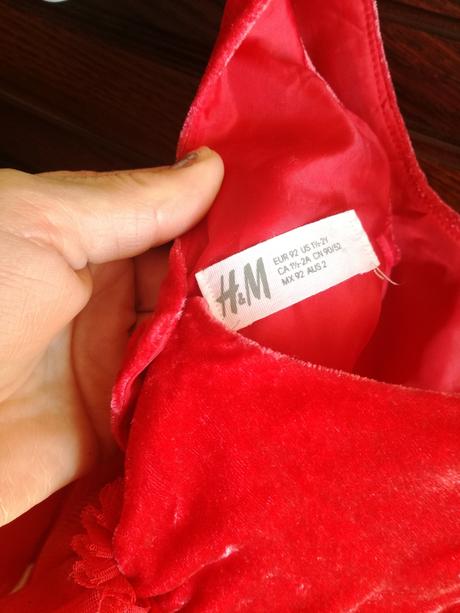 H&M
EUR 92 US 1½-2Y
CA 1½-2A CN 90/52
MX 92 AUS 2